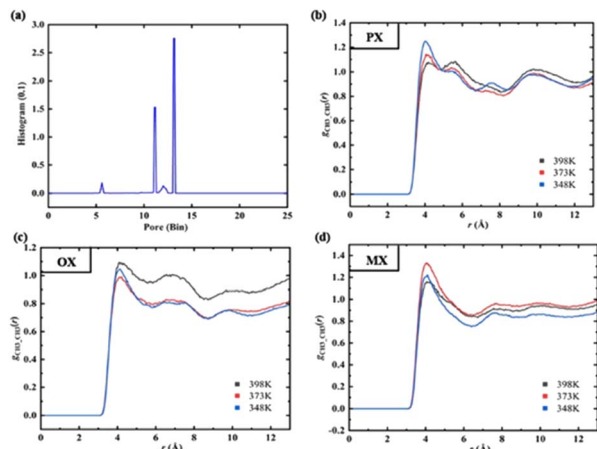 (a)
Histogram (0.1)
3.0
2.5
2.0
1.5
1.0
0.5
0.0
0 5 10 15 20 25
Pore (Bin)
(b)
PX
gCH3_CH3(r)
1.4
1.2
1.0
0.8
0.6
0.4
0.2
0.0
398K
373K
348K
0 2 4 6 8 10 12
r (Å)
(c)
OX
gCH3_CH3(r)
1.2
1.0
0.8
0.6
0.4
0.2
0.0
398K
373K
348K
0 2 4 6 8 10 12
r (Å)
(d)
MX
gCH3_CH3(r)
1.4
1.2
1.0
0.8
0.6
0.4
0.2
0.0
-0.2
398K
373K
348K
0 2 4 6 8 10 12
r (Å)